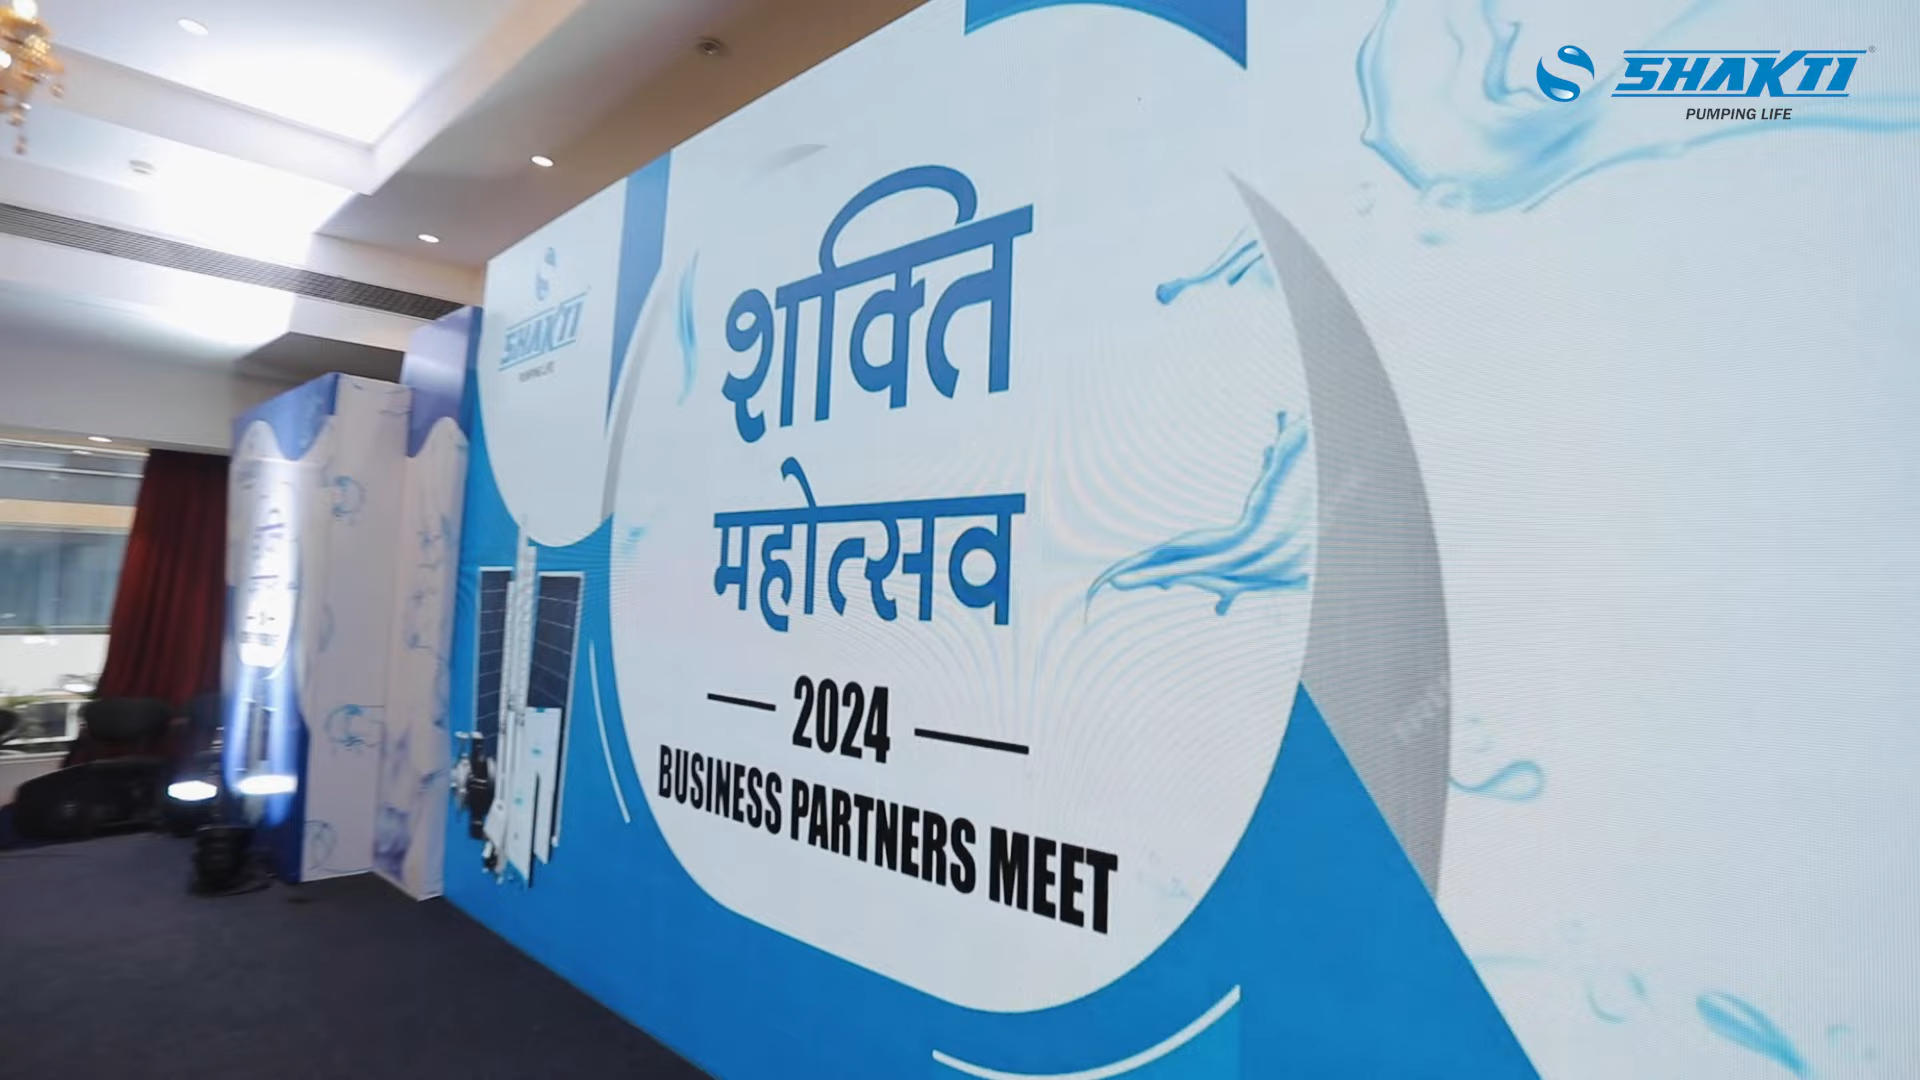 SHAKTI
PUMPING LIFE
SHAKTI
PUMPING LIFE
शक्ति
महोत्सव
2024
BUSINESS PARTNERS MEET